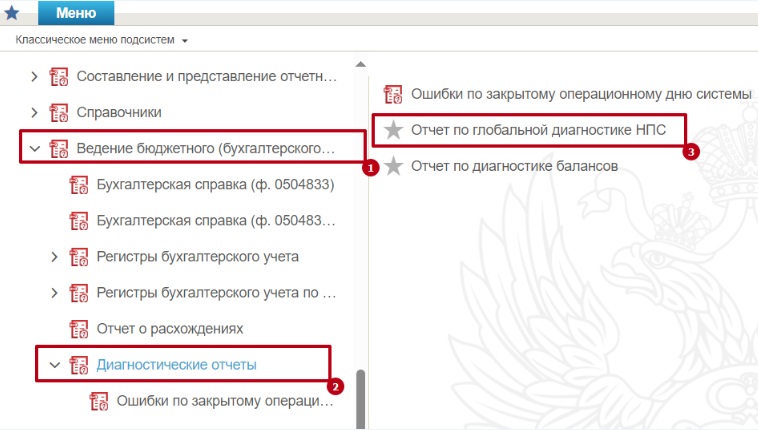 Меню
Классическое меню подсистем
Составление и представление отчетн…
Справочники
Ведение бюджетного (бухгалтерского…
1
Бухгалтерская справка (ф. 0504833)
Бухгалтерская справка (ф. 050483…
Регистры бухгалтерского учета
Регистры бухгалтерского учета по …
Отчет о расхождениях
Диагностические отчеты
2
Ошибки по закрытому операци…
Ошибки по закрытому операционному дню системы
Отчет по глобальной диагностике НПС
3
Отчет по диагностике балансов